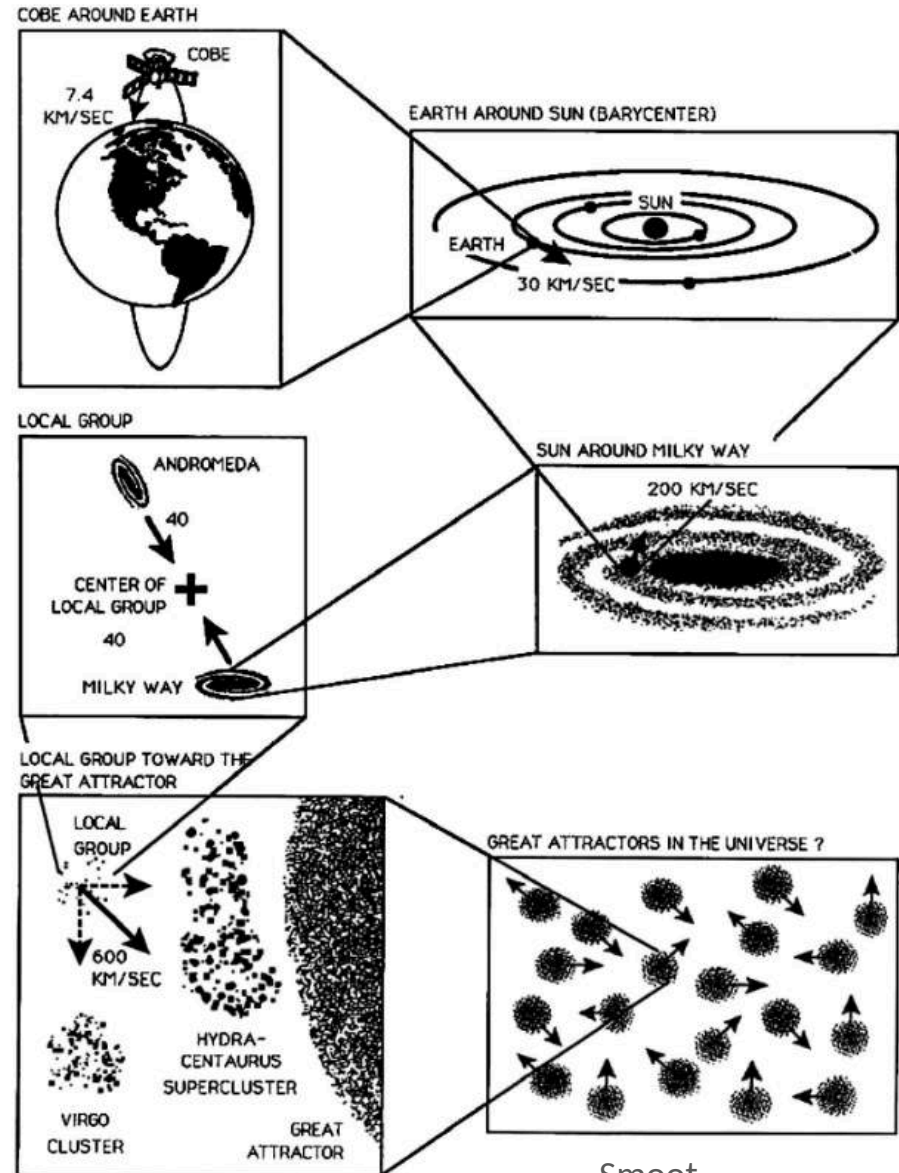 COBE AROUND EARTH
COBE
7.4
KM/SEC
EARTH AROUND SUN (BARYCENTER)
SUN
EARTH
30 KM/SEC
LOCAL GROUP
ANDROMEDA
40
CENTER OF
LOCAL GROUP
40
MILKY WAY
SUN AROUND MILKY WAY
200 KM/SEC
LOCAL GROUP TOWARD THE
GREAT ATTRACTOR
LOCAL
GROUP
600
KM/SEC
HYDRA-
CENTAURUS
SUPERCLUSTER
VIRGO
CLUSTER
GREAT
ATTRACTOR
GREAT ATTRACTORS IN THE UNIVERSE ?
Smoot